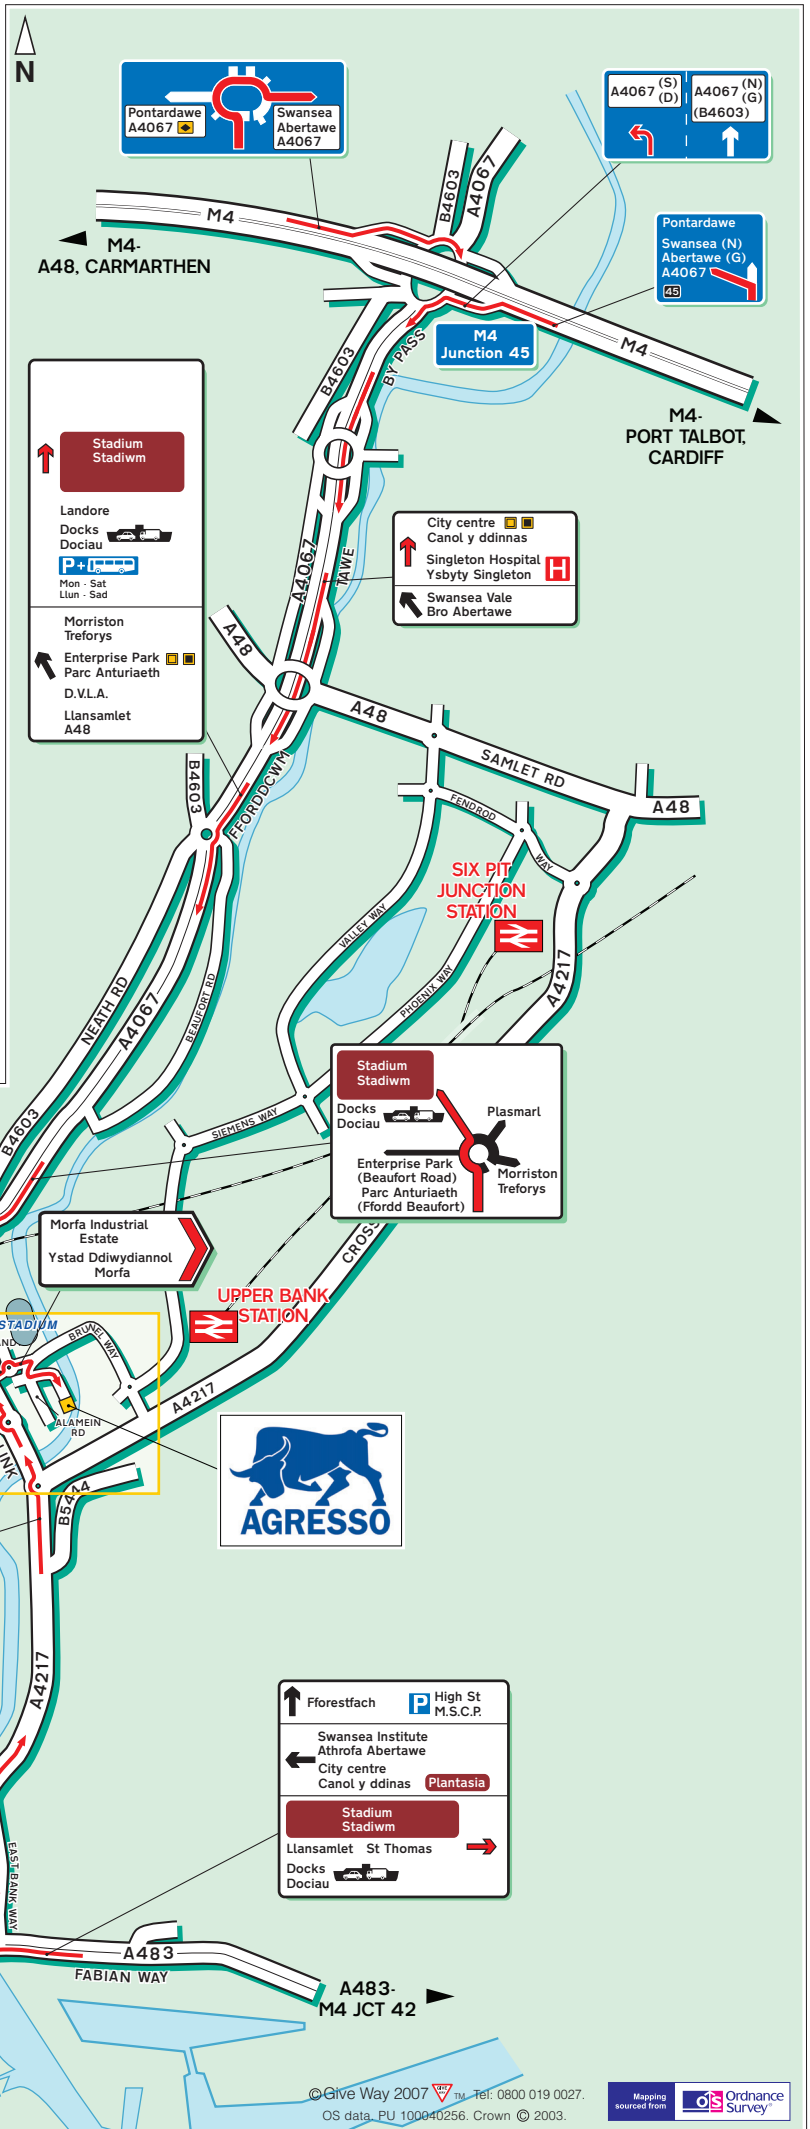 N
Pontardawe
A4067
Swansea
Abertawe
A4067
A4067 (S)
(D)
A4067 (N)
(G)
(B4603)
B4603
A4067
M4
M4-
A48, CARMARTHEN
Pontardawe
Swansea (N)
Abertawe (G)
A4067
45
M4
Junction 45
M4
BY PASS
B4603
M4-
PORT TALBOT,
CARDIFF
Stadium
Stadiwm
Landore
Docks
Dociau
P+
Mon - Sat
Llun - Sad
Morriston
Treforys
Enterprise Park
Parc Anturiaeth
D.V.L.A.
Llansamlet
A48
City centre
Canol y ddinnas
Singleton Hospital
Ysbyty Singleton
H
Swansea Vale
Bro Abertawe
A4067
TAWE
A48
A48
SAMLET RD
A48
FFORDDCWM
B4603
FENDROD
WAY
SIX PIT
JUNCTION
STATION
VALLEY WAY
PHOENIX WAY
A4217
NEATH RD
A4067
BEAUFORT RD
B4603
SIEMENS WAY
Stadium
Stadiwm
Docks
Dociau
Plasmarl
Enterprise Park
(Beaufort Road)
Parc Anturiaeth
(Ffordd Beaufort)
Morriston
Treforys
Morfa Industrial
Estate
Ystad Ddiwydiannol
Morfa
CROSS
UPPER BANK
STATION
STADIUM
BRUNEL WAY
A4217
ALAMEIN
RD
LINK
B5444
AGRESSO
A4217
Fforestfach
P
High St
M.S.C.P.
Swansea Institute
Athrofa Abertawe
City centre
Canol y ddinas
Plantasia
Stadium
Stadiwm
Llansamlet St Thomas
Docks
Dociau
EAST BANK WAY
A483
FABIAN WAY
A483-
M4 JCT 42
©Give Way 2007 GIVE WAY TM Tel: 0800 019 0027.
OS data. PU 100040256. Crown © 2003.
Mapping
sourced from
OS Ordnance
Survey®